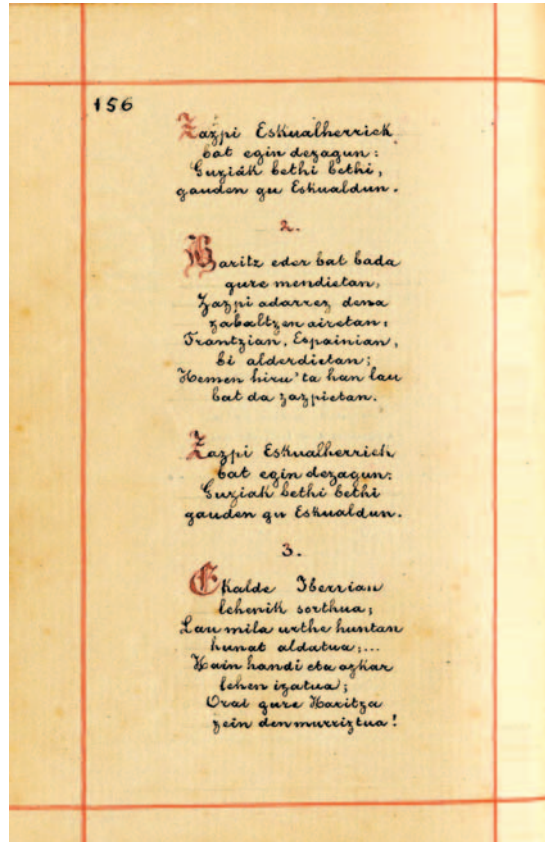 156
Zazpi Eskualherriek
bat egin dezagun:
Guziak bethi bethi,
gauden gu Eskualdun.
2.
Haritz eder bat bada
gure mendietan,
Zazpi adarrez dena
zabaltzen airetan:
Frantzian, Espainian,
bi alderdietan;
Hemen hiru'ta han lau
bat da zazpietan.
Zazpi Eskualherriek
bat egin dezagun:
Guziak bethi bethi
gauden gu Eskualdun.
3.
Ekalde Iberrian
lehenik sorthua;
Lau mila urthe huntan
hunat aldatua;...
Hain handi eta azkar
lehen izatua;
Orai gure Haritza
zein den murriztua!